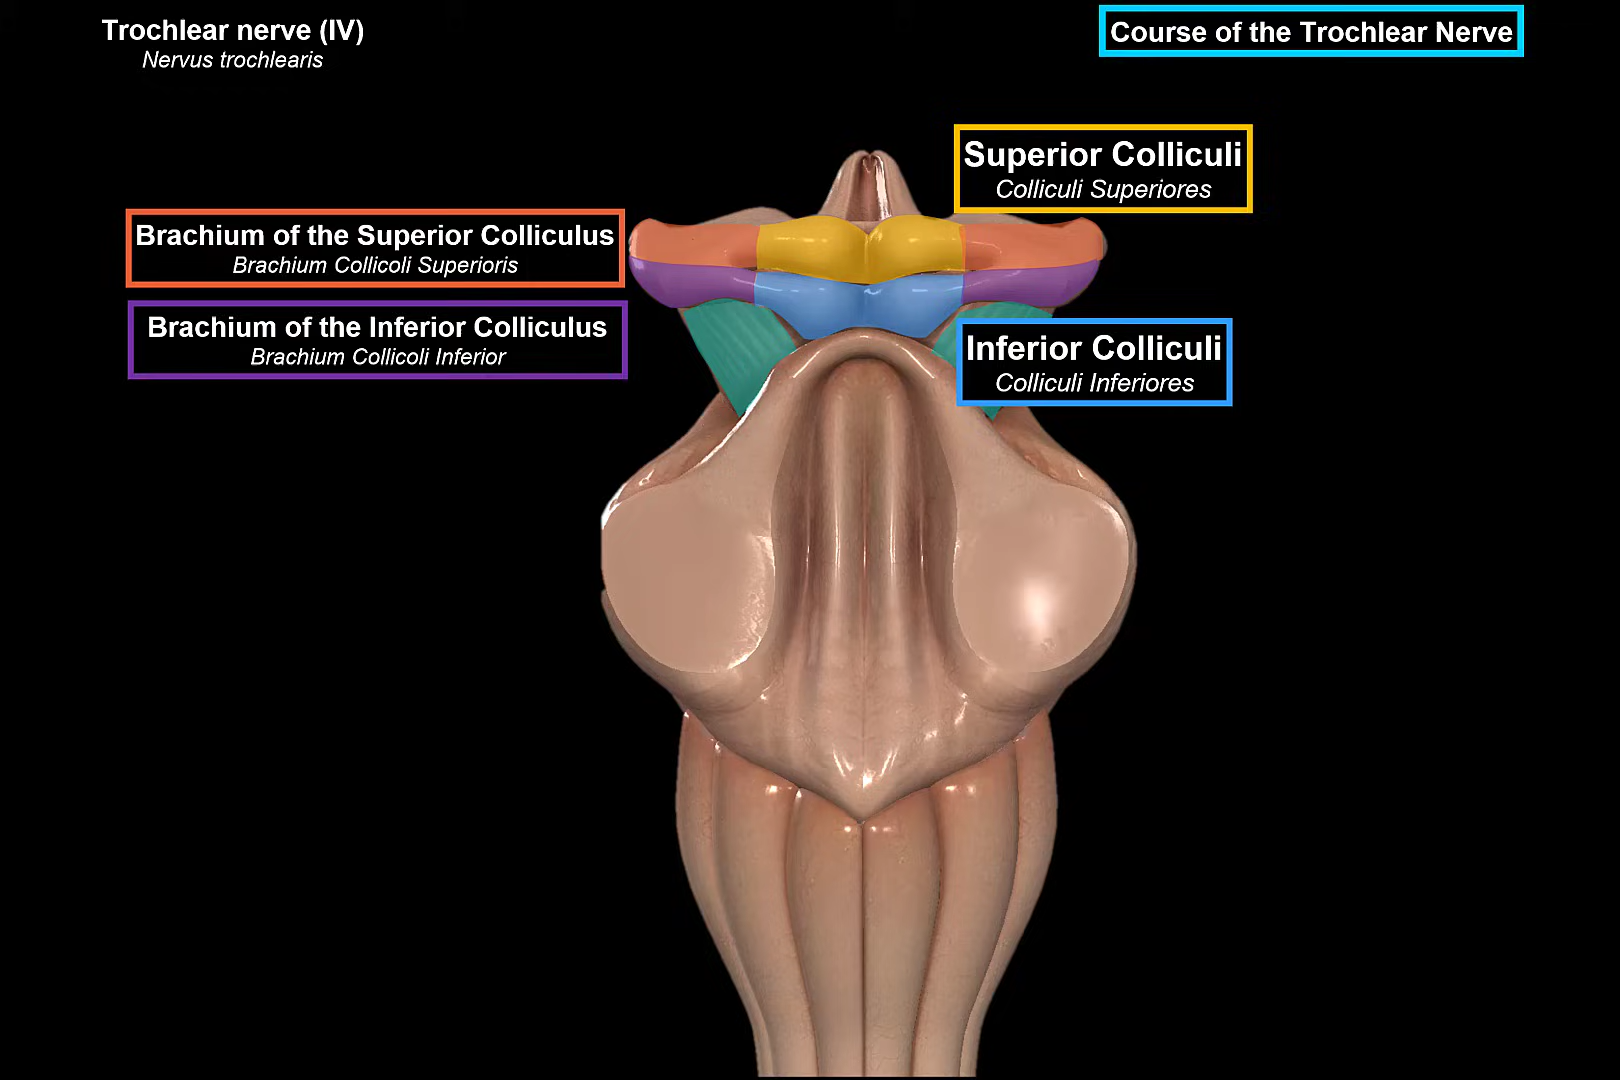 Trochlear nerve (IV)
Nervus trochlearis
Course of the Trochlear Nerve
Superior Colliculi
Colliculi Superiores
Brachium of the Superior Colliculus
Brachium Collicoli Superioris
Brachium of the Inferior Colliculus
Brachium Collicoli Inferior
Inferior Colliculi
Colliculi Inferiores